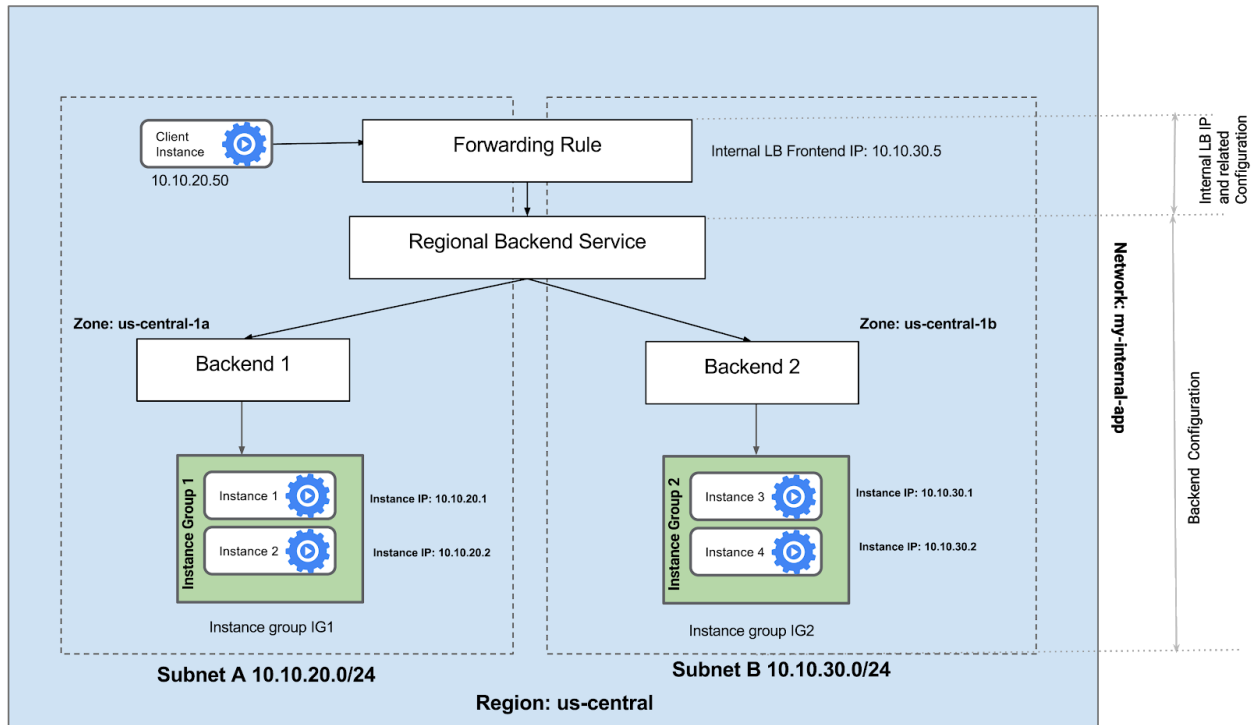 Client
Instance
10.10.20.50
Forwarding Rule
Internal LB Frontend IP: 10.10.30.5
Internal LB IP
and related
Configuration
Regional Backend Service
Zone: us-central-1a
Zone: us-central-1b
Backend 1
Backend 2
Network: my-internal-app
Backend Configuration
Instance Group 1
Instance 1
Instance IP: 10.10.20.1
Instance 2
Instance IP: 10.10.20.2
Instance group IG1
Instance Group 2
Instance 3
Instance IP: 10.10.30.1
Instance 4
Instance IP: 10.10.30.2
Instance group IG2
Subnet A 10.10.20.0/24
Subnet B 10.10.30.0/24
Region: us-central